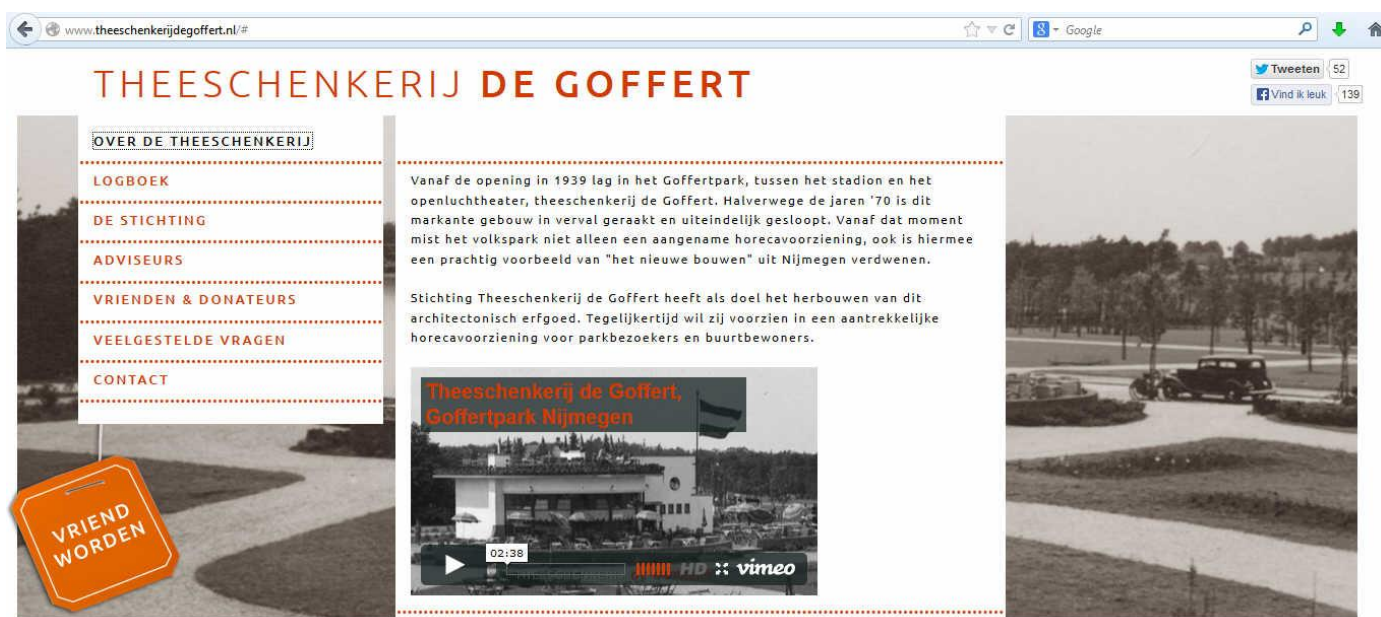 www.theeschenkerijdegoffert.nl/#
8 Google
THEESCHENKERIJ DE GOFFERT
Tweeten 52
Vind ik leuk 139
OVER DE THEESCHENKERIJ
LOGBOEK
DE STICHTING
ADVISEURS
VRIENDEN & DONATEURS
VEELGESTELDE VRAGEN
CONTACT
VRIEND
WORDEN
Vanaf de opening in 1939 lag in het Goffertpark, tussen het stadion en het
openluchttheater, theeschenkerij de Goffert. Halverwege de jaren '70 is dit
markante gebouw in verval geraakt en uiteindelijk gesloopt. Vanaf dat moment
mist het volkspark niet alleen een aangename horecavoorziening, ook is hiermee
een prachtig voorbeeld van "het nieuwe bouwen" uit Nijmegen verdwenen.
Stichting Theeschenkerij de Goffert heeft als doel het herbouwen van dit
architectonisch erfgoed. Tegelijkertijd wil zij voorzien in een aantrekkelijke
horecavoorziening voor parkbezoekers en buurtbewoners.
Theeschenkerij de Goffert,
Goffertpark Nijmegen
02:38
HD vimeo